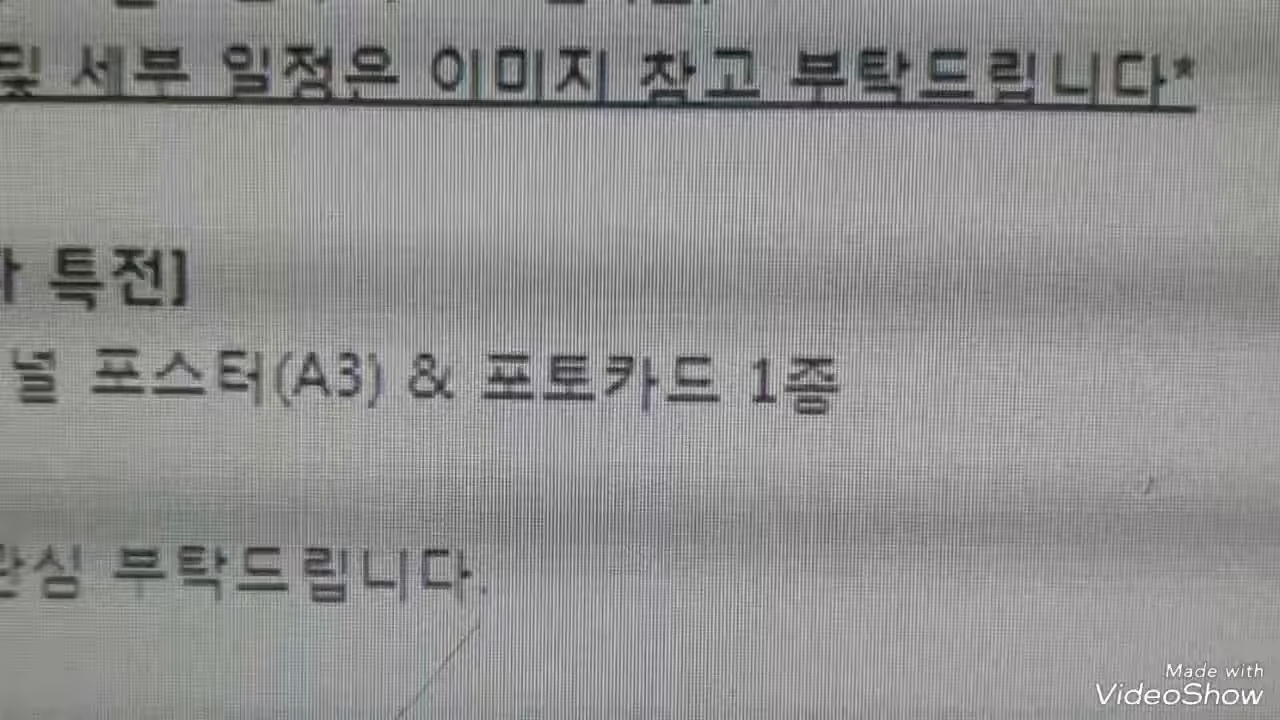 및 세부 일정은 이미지 참고 부탁드립니다*
특전]
널 포스터(A3) & 포토카드 1종
관심 부탁드립니다.
Made with
VideoShow